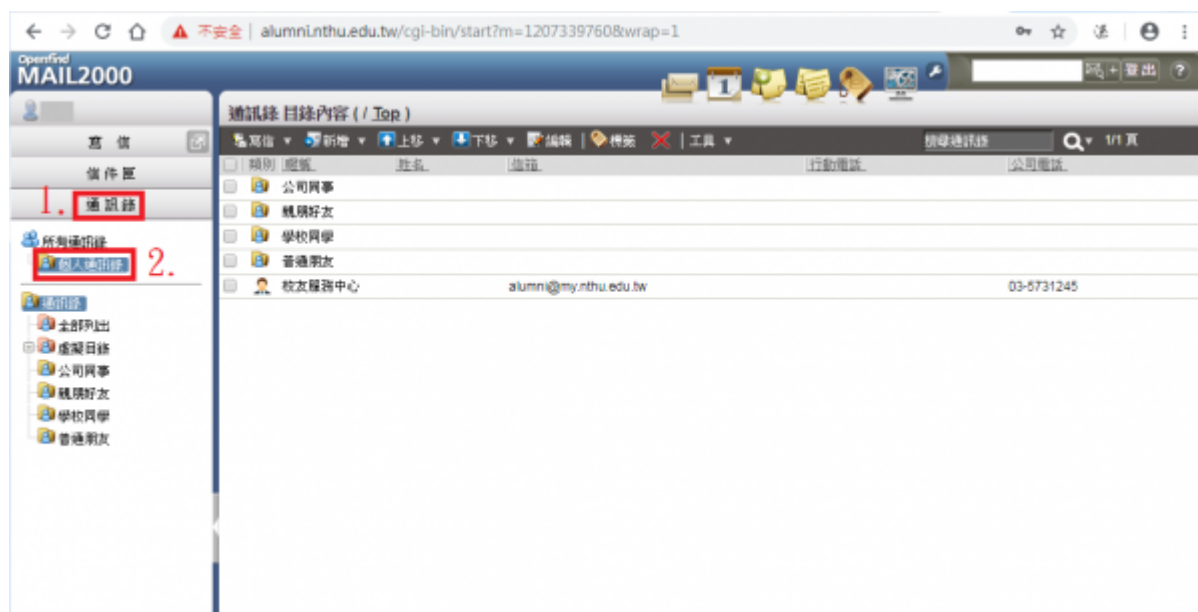 不安全 | alumni.nthu.edu.tw/cgi-bin/start?m=1207339760&wrap=1
Openfind
MAIL2000
1
登出 ?
通訊錄 目錄內容 ( / Top )
寫信 新增 上移 下移 編輯 | 標籤 | 工具 搜尋通訊錄 1/1 頁
類別 暱稱 姓名 信箱 行動電話 公司電話
公司同事
親朋好友
學校同學
普通朋友
校友服務中心 alumni@my.nthu.edu.tw 03-5731245
寫 信
信件匣
1. 通訊錄
所有通訊錄
個人通訊錄 2.
通訊錄
全部列出
虛擬目錄
公司同事
親朋好友
學校同學
普通朋友